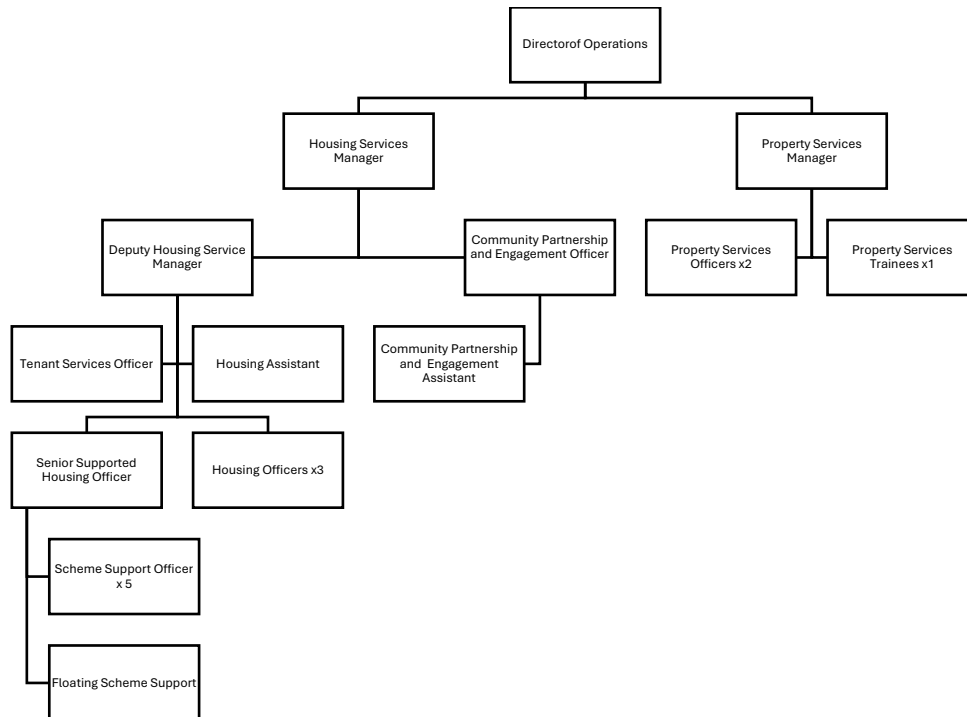 Directorof Operations
Housing Services
Manager
Property Services
Manager
Deputy Housing Service
Manager
Community Partnership
and Engagement Officer
Property Services
Officers x2
Property Services
Trainees x1
Tenant Services Officer
Housing Assistant
Community Partnership
and Engagement
Assistant
Senior Supported
Housing Officer
Housing Officers x3
Scheme Support Officer
x 5
Floating Scheme Support